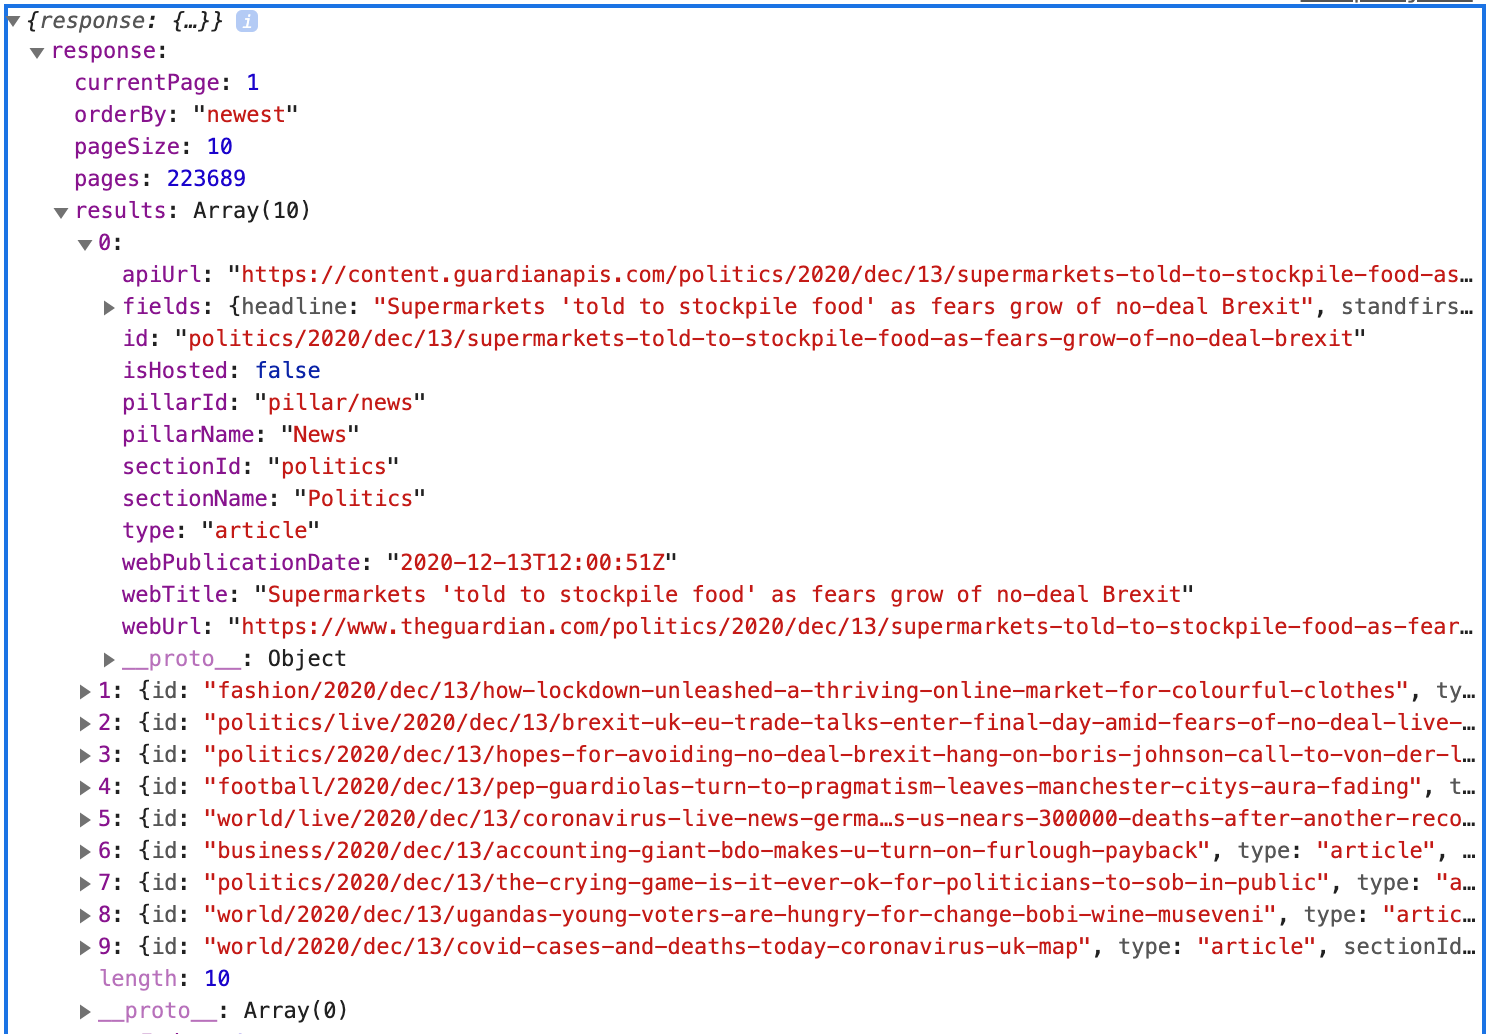 {response: {…}} i
response:
currentPage: 1
orderBy: "newest"
pageSize: 10
pages: 223689
results: Array(10)
0:
apiUrl: "https://content.guardianapis.com/politics/2020/dec/13/supermarkets-told-to-stockpile-food-as…
fields: {headline: "Supermarkets 'told to stockpile food' as fears grow of no-deal Brexit", standfirs…
id: "politics/2020/dec/13/supermarkets-told-to-stockpile-food-as-fears-grow-of-no-deal-brexit"
isHosted: false
pillarId: "pillar/news"
pillarName: "News"
sectionId: "politics"
sectionName: "Politics"
type: "article"
webPublicationDate: "2020-12-13T12:00:51Z"
webTitle: "Supermarkets 'told to stockpile food' as fears grow of no-deal Brexit"
webUrl: "https://www.theguardian.com/politics/2020/dec/13/supermarkets-told-to-stockpile-food-as-fear…
__proto__: Object
1: {id: "fashion/2020/dec/13/how-lockdown-unleashed-a-thriving-online-market-for-colourful-clothes", ty…
2: {id: "politics/live/2020/dec/13/brexit-uk-eu-trade-talks-enter-final-day-amid-fears-of-no-deal-live-…
3: {id: "politics/2020/dec/13/hopes-for-avoiding-no-deal-brexit-hang-on-boris-johnson-call-to-von-der-l…
4: {id: "football/2020/dec/13/pep-guardiolas-turn-to-pragmatism-leaves-manchester-citys-aura-fading", t…
5: {id: "world/live/2020/dec/13/coronavirus-live-news-germa…s-us-nears-300000-deaths-after-another-reco…
6: {id: "business/2020/dec/13/accounting-giant-bdo-makes-u-turn-on-furlough-payback", type: "article", …
7: {id: "politics/2020/dec/13/the-crying-game-is-it-ever-ok-for-politicians-to-sob-in-public", type: "a…
8: {id: "world/2020/dec/13/ugandas-young-voters-are-hungry-for-change-bobi-wine-museveni", type: "artic…
9: {id: "world/2020/dec/13/covid-cases-and-deaths-today-coronavirus-uk-map", type: "article", sectionId…
length: 10
__proto__: Array(0)